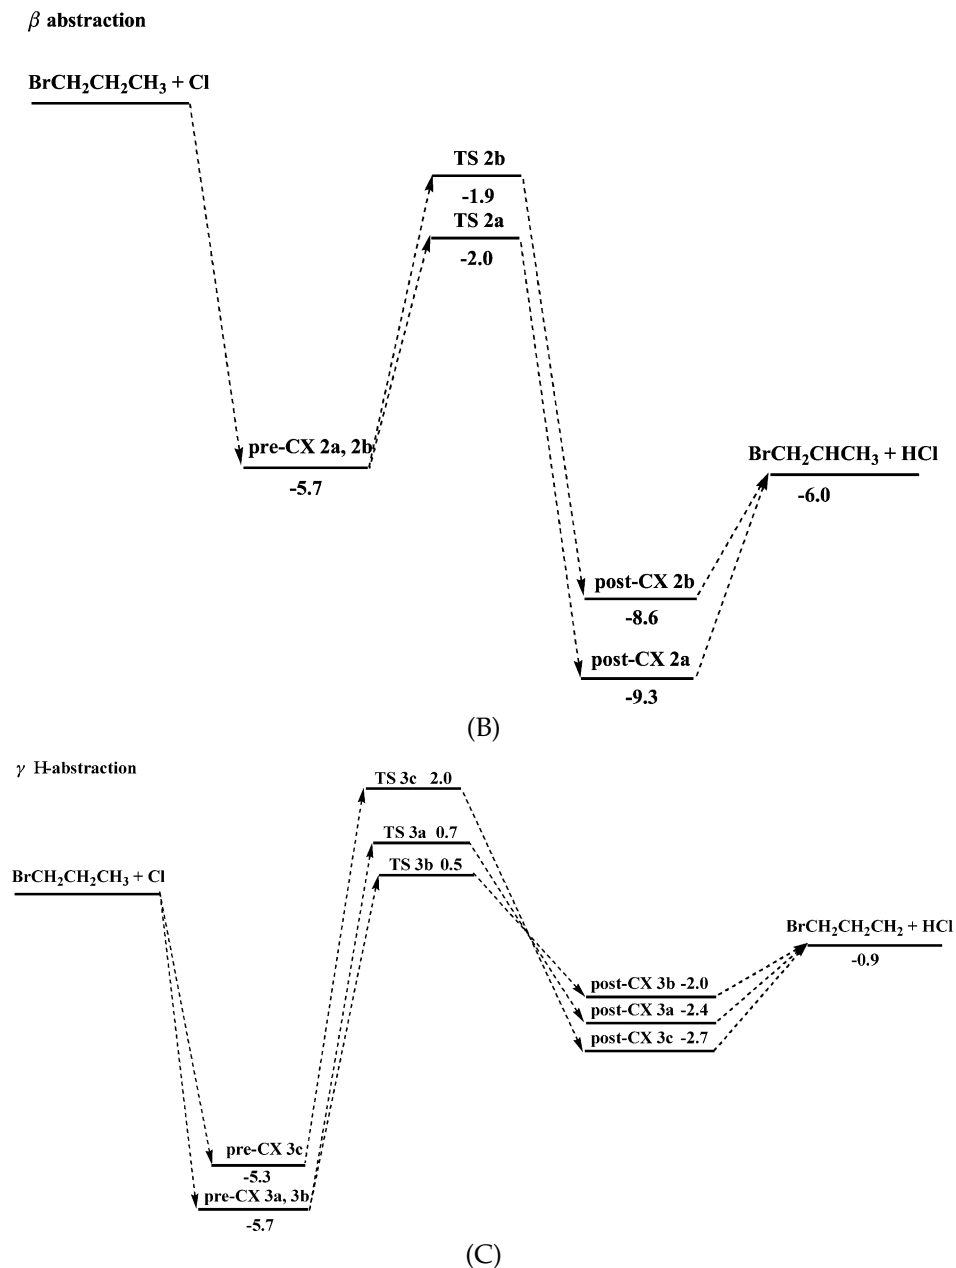 β abstraction
BrCH₂CH₂CH₃ + Cl
TS 2b
-1.9
TS 2a
-2.0
pre-CX 2a, 2b
-5.7
BrCH₂CHCH₃ + HCl
-6.0
post-CX 2b
-8.6
post-CX 2a
-9.3
(B)
γ H-abstraction
TS 3c 2.0
TS 3a 0.7
TS 3b 0.5
BrCH₂CH₂CH₃ + Cl
BrCH₂CH₂CH₂ + HCl
-0.9
post-CX 3b -2.0
post-CX 3a -2.4
post-CX 3c -2.7
pre-CX 3c
-5.3
pre-CX 3a, 3b
-5.7
(C)